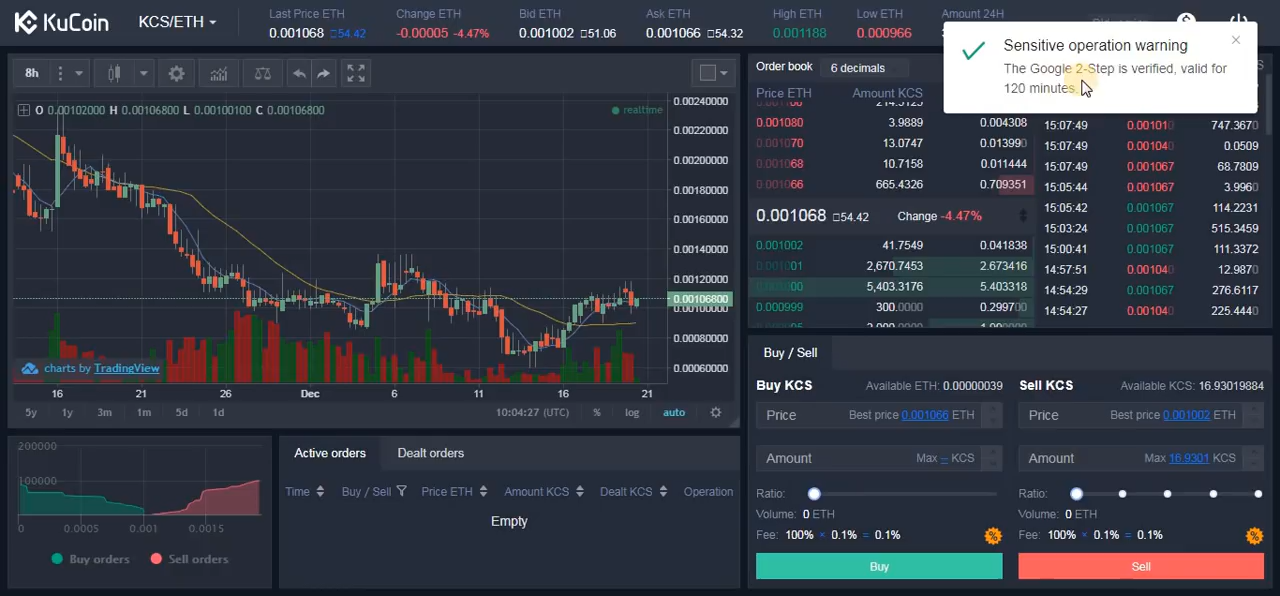 KuCoin
KCS/ETH
Last Price ETH
0.001068 □54.42
Change ETH
-0.00005 -4.47%
Bid ETH
0.001002 □51.06
Ask ETH
0.001066 □54.32
High ETH
0.001188
Low ETH
0.000966
Amount 24H
Sensitive operation warning
The Google 2-Step is verified, valid for
120 minutes.
8h
O 0.00102000 H 0.00106800 L 0.00100100 C 0.00106800
realtime
0.00240000
0.00220000
0.00200000
0.00180000
0.00160000
0.00140000
0.00120000
0.00106800
0.00100000
0.00080000
0.00060000
charts by TradingView
16 21 26 Dec 6 11 16 21
5y 1y 3m 1m 5d 1d
10:04:27 (UTC) % log auto
Order book
6 decimals
Price ETH Amount KCS
0.001080 3.9889 0.004308
0.001070 13.0747 0.013990
0.001068 10.7158 0.011444
0.001066 665.4326 0.709351
0.001068 □54.42 Change -4.47%
0.001002 41.7549 0.041838
0.001001 2,670.7453 2.673416
5,403.3176 5.403318
0.000999 300.0000 0.299700
15:07:49 0.001010 747.3670
15:07:49 0.001040 0.0509
15:07:49 0.001067 68.7809
15:05:44 0.001067 3.9960
15:05:42 0.001067 114.2231
15:03:24 0.001067 515.3459
15:00:41 0.001067 111.3372
14:57:51 0.001040 12.9870
14:54:29 0.001067 276.6117
14:54:27 0.001040 225.4440
200000
100000
0 0.0005 0.001 0.0015
Buy orders Sell orders
Active orders
Dealt orders
Time Buy / Sell Price ETH Amount KCS Dealt KCS Operation
Empty
Buy / Sell
Buy KCS
Available ETH: 0.00000039
Price Best price 0.001066 ETH
Amount Max -- KCS
Ratio:
Volume: 0 ETH
Fee: 100% × 0.1% = 0.1%
%
Buy
Sell KCS
Available KCS: 16.93019884
Price Best price 0.001002 ETH
Amount Max 16.9301 KCS
Ratio:
Volume: 0 ETH
Fee: 100% × 0.1% = 0.1%
%
Sell